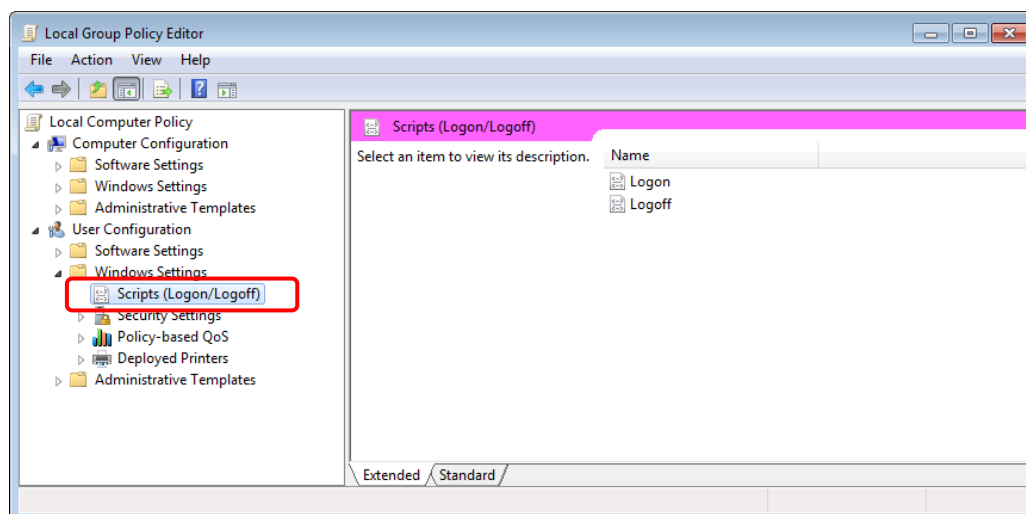 Local Group Policy Editor
File Action View Help
Local Computer Policy
Computer Configuration
Software Settings
Windows Settings
Administrative Templates
User Configuration
Software Settings
Windows Settings
Scripts (Logon/Logoff)
Security Settings
Policy-based QoS
Deployed Printers
Administrative Templates
Scripts (Logon/Logoff)
Select an item to view its description.
Name
Logon
Logoff
Extended Standard